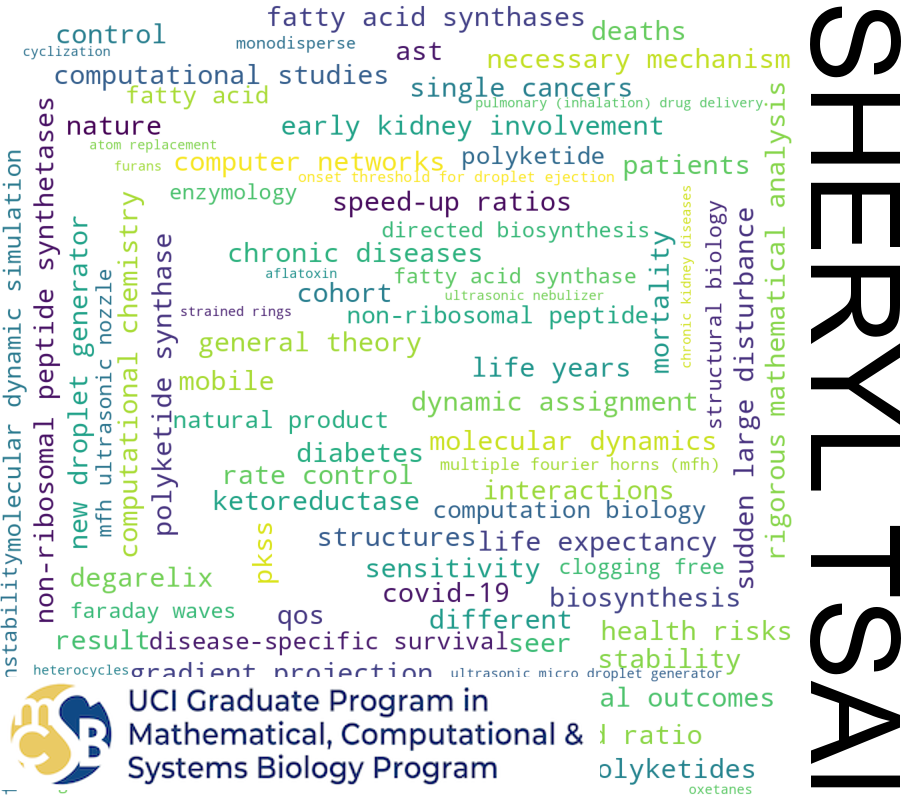 fatty acid synthases
control
deaths
monodisperse
ast
cyclization
necessary mechanism
computational studies
single cancers
fatty acid
pulmonary (inhalation) drug delivery
nature
early kidney involvement
atom replacement
furans
computer networks
polyketide
patients
onset threshold for droplet ejection
enzymology
speed-up ratios
directed biosynthesis
chronic diseases
aflatoxin
fatty acid synthase
cohort
ultrasonic nebulizer
strained rings
non-ribosomal peptide
general theory
life years
mobile
dynamic assignment
natural product
molecular dynamics
diabetes
multiple fourier horns (mfh)
rate control
interactions
ketoreductase
computation biology
structures
life expectancy
sensitivity
clogging free
degarelix
covid-19
biosynthesis
faraday waves
qos
different
health risks
result
disease-specific survival
seer
stability
heterocycles
gradient projection
ultrasonic micro droplet generator
al outcomes
d ratio
olyketides
oxetanes
molecular dynamic simulation
nstability
non-ribosomal peptide synthetases
new droplet generator
mfh ultrasonic nozzle
computational chemistry
polyketide synthase
pkss
mortality
chronic kidney diseases
structural biology
sudden large disturbance
rigorous mathematical analysis
SHERYL TSAI
mCSB
UCI Graduate Program in
Mathematical, Computational &
Systems Biology Program